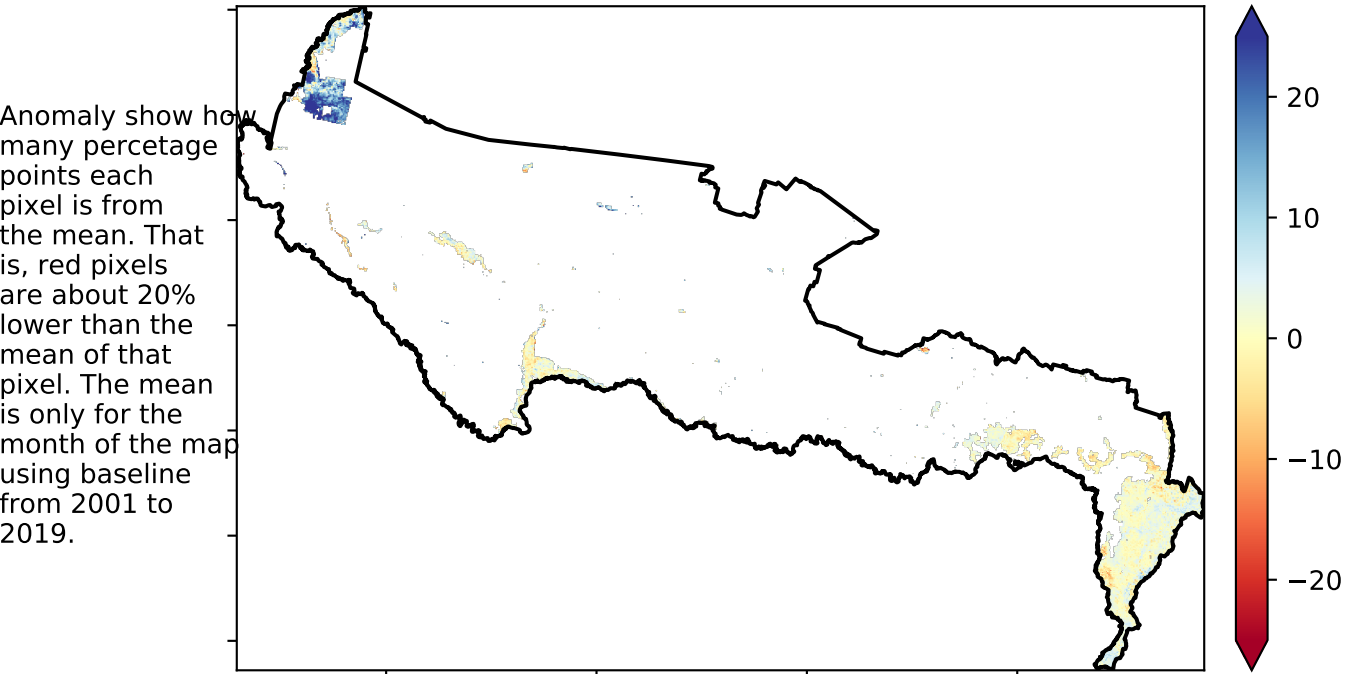 Anomaly show how
many percetage
points each
pixel is from
the mean. That
is, red pixels
are about 20%
lower than the
mean of that
pixel. The mean
is only for the
month of the map
using baseline
from 2001 to
2019.
20
10
0
−10
−20